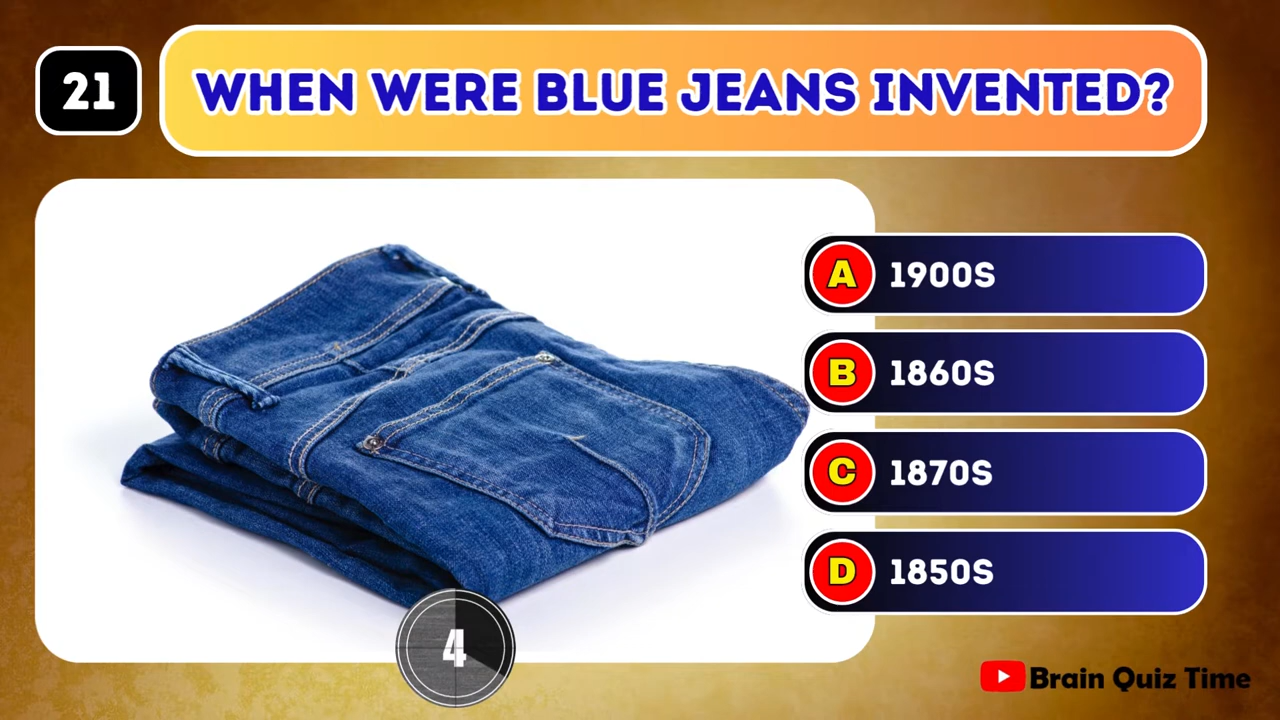 21
WHEN WERE BLUE JEANS INVENTED?
A 1900S
B 1860S
C 1870S
D 1850S
4
Brain Quiz Time